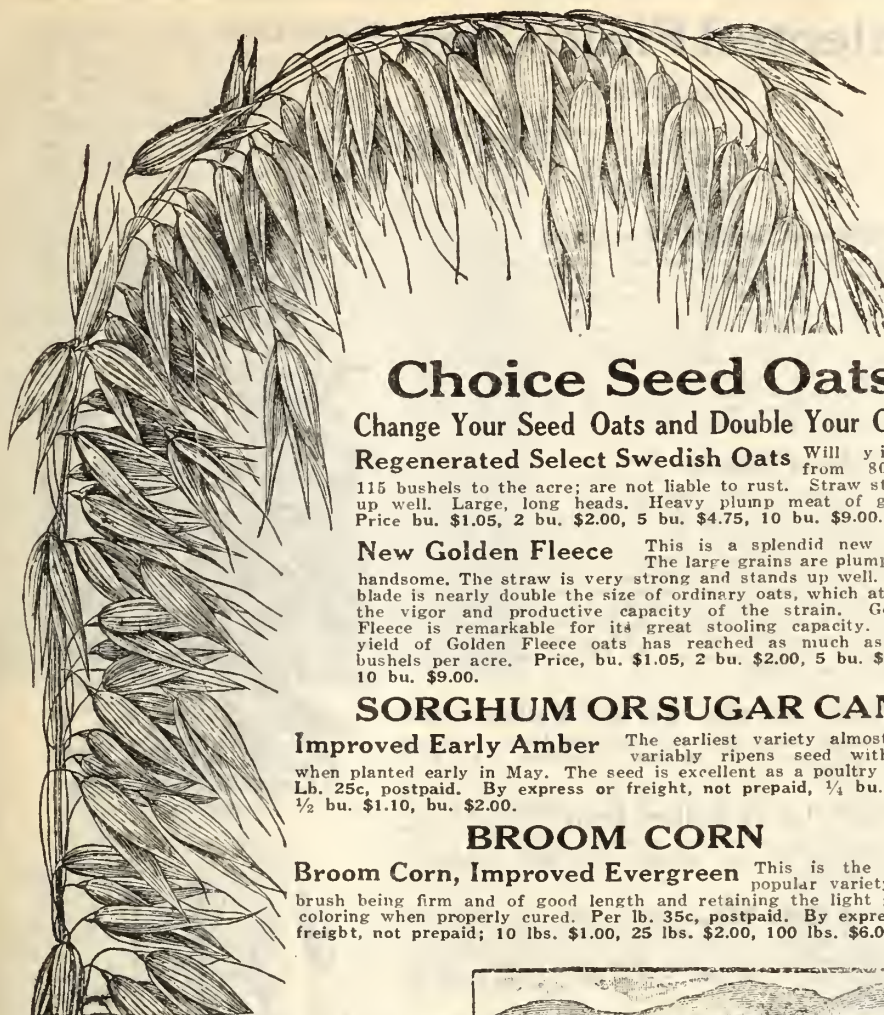 Choice Seed Oats
Change Your Seed Oats and Double Your
Regenerated Select Swedish Oats Will
from 80
115 bushels to the acre; are not liable to rust. Straw
up well. Large, long heads. Heavy plump meat of
Price bu. $1.05, 2 bu. $2.00, 5 bu. $4.75, 10 bu. $9.00.
New Golden Fleece This is a splendid new
The large grains are plump
handsome. The straw is very strong and stands up well.
blade is nearly double the size of ordinary oats, which
the vigor and productive capacity of the strain.
Fleece is remarkable for its great stooling capacity.
yield of Golden Fleece oats has reached as much as
bushels per acre. Price, bu. $1.05, 2 bu. $2.00, 5 bu.
10 bu. $9.00.
SORGHUM OR SUGAR
Improved Early Amber The earliest variety almost
variably ripens seed
when planted early in May. The seed is excellent as a poultry
Lb. 25c, postpaid. By express or freight, not prepaid, ¼ bu.
½ bu. $1.10, bu. $2.00.
BROOM CORN
Broom Corn, Improved Evergreen This is the
popular
brush being firm and of good length and retaining the light
coloring when properly cured. Per lb. 35c, postpaid. By
freight, not prepaid; 10 lbs. $1.00, 25 lbs. $2.00, 100 lbs.